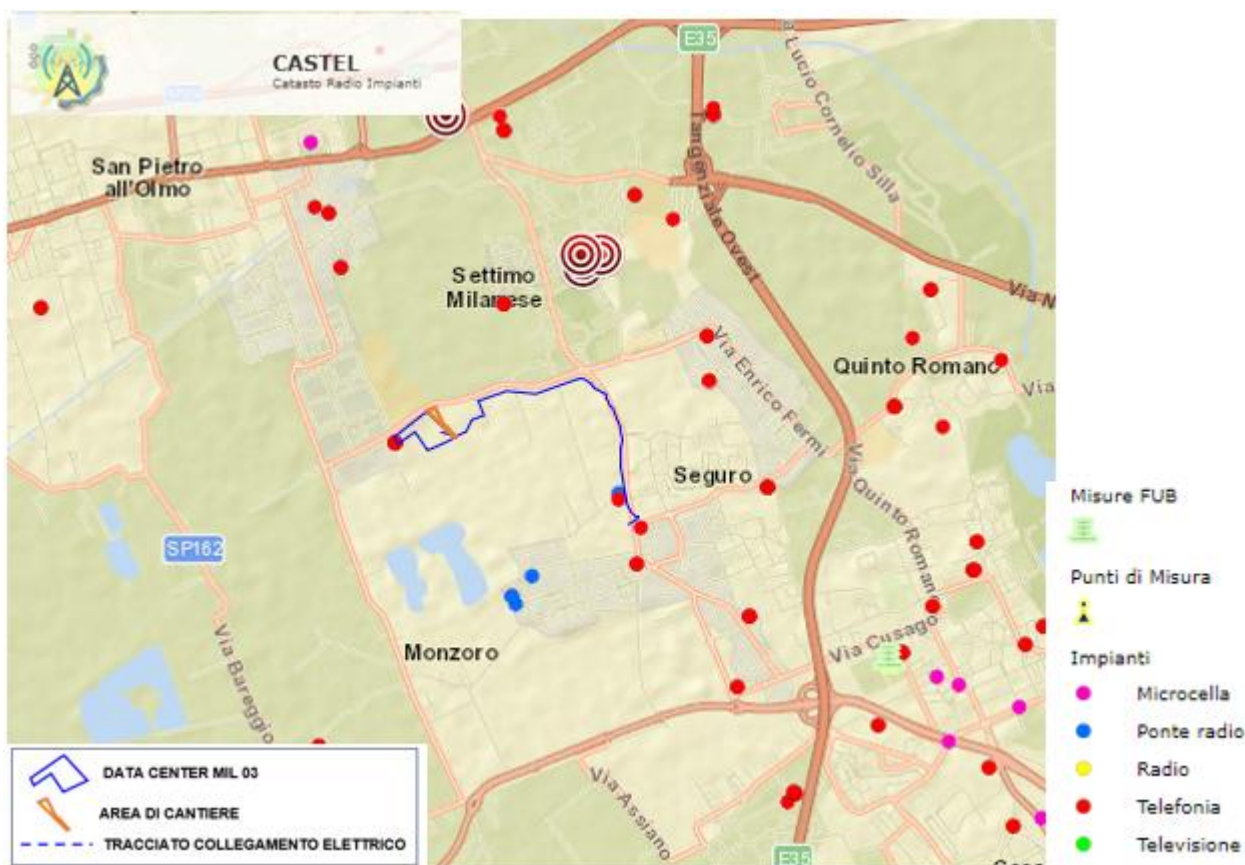 CASTEL
Catasto Radio Impianti
E35
Via Lucio Cornelio Silla
San Pietro
all'Olmo
Tangenziale Ovest
Settimo
Milanese
Via N
Via Enrico Fermi
Quinto Romano
Via
Seguro
Via Quinto Romano
SP162
Monzoro
Via Cusago
Via Bareggio
Via Assiano
E35
DATA CENTER MIL 03
AREA DI CANTIERE
TRACCIATO COLLEGAMENTO ELETTRICO
Misure FUB
Punti di Misura
Impianti
Microcella
Ponte radio
Radio
Telefonia
Televisione